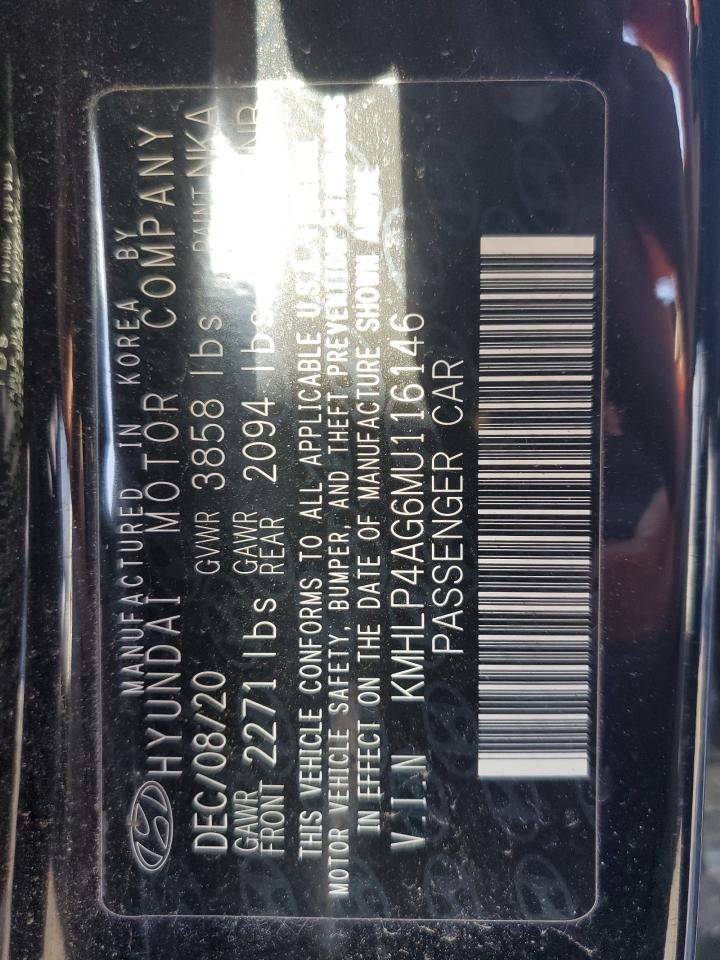 MANUFACTURED IN KOREA BY
HYUNDAI MOTOR COMPANY
DEC/08/20 GVWR 3858 lbs PAINT NKA
GAWR FRONT 2271 lbs GAWR REAR 2094 lbs
THIS VEHICLE CONFORMS TO ALL APPLICABLE U.S.
MOTOR VEHICLE SAFETY, BUMPER, AND THEFT PREVENTION STANDARDS
IN EFFECT ON THE DATE OF MANUFACTURE SHOWN ABOVE
V.I.N KMHLP4AG6MU116146
PASSENGER CAR